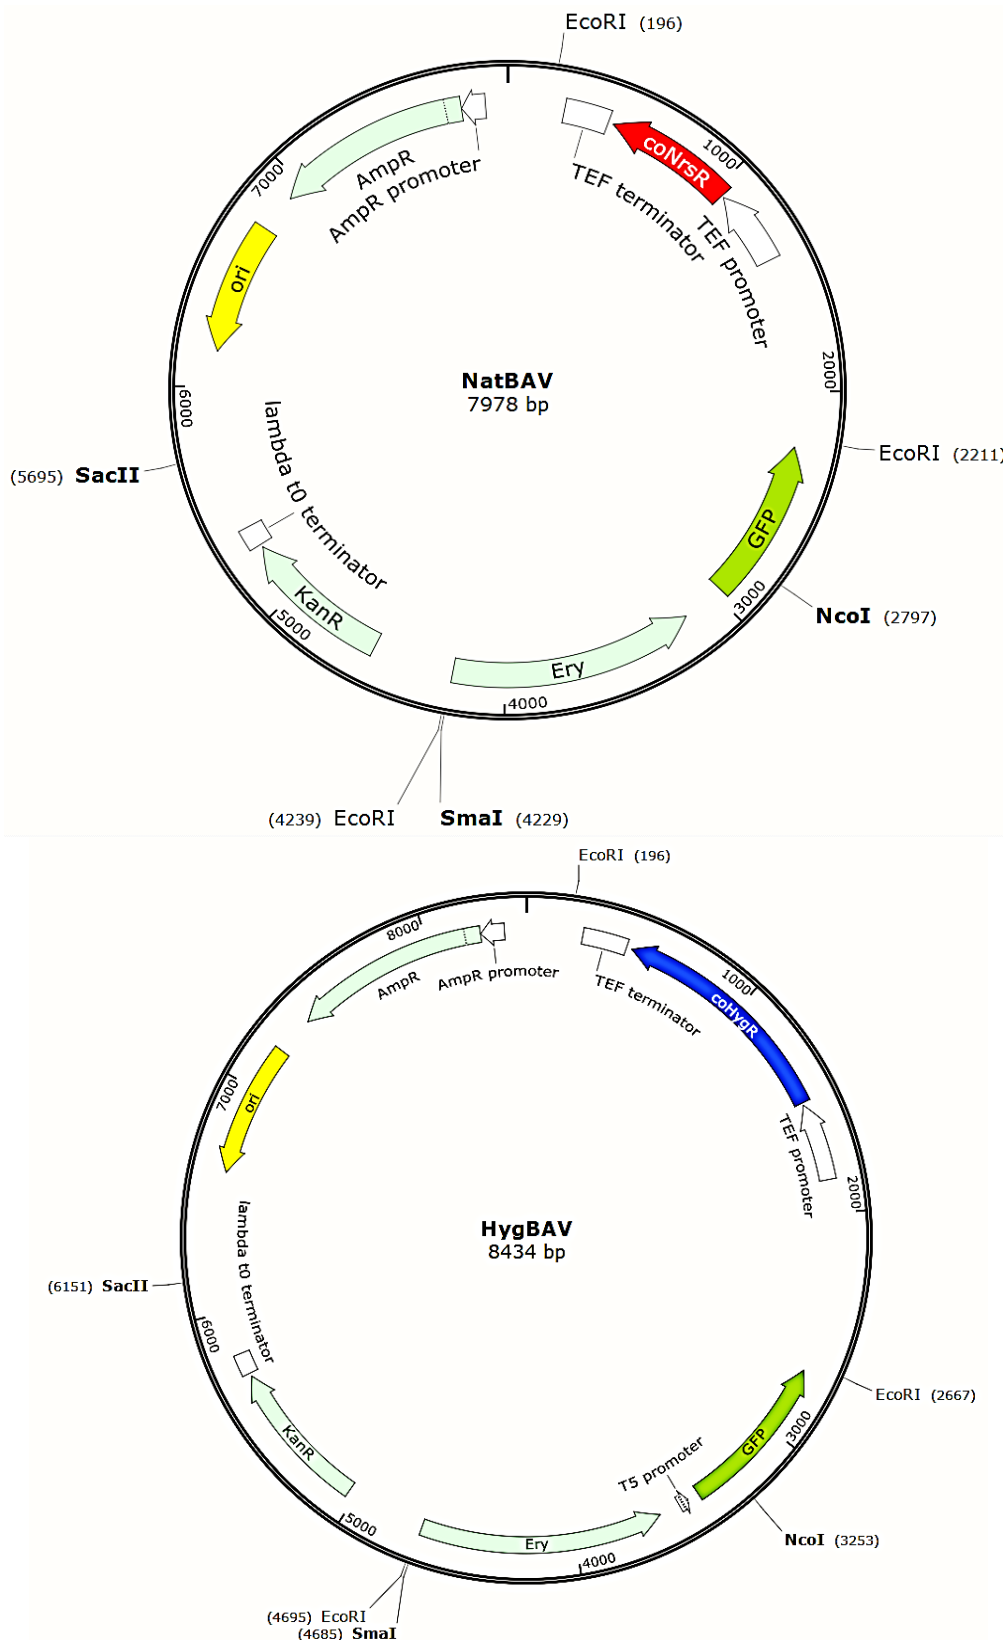 EcoRI (196)
1000
coNrsR
TEF terminator
TEF promoter
AmpR
AmpR promoter
7000
ori
2000
NatBAV
7978 bp
6000
lambda t0 terminator
(5695) SacII
EcoRI (2211)
GFP
3000
NcoI (2797)
KanR
5000
Ery
4000
(4239) EcoRI SmaI (4229)
EcoRI (196)
8000
AmpR
AmpR promoter
TEF terminator
1000
coHygR
7000
ori
TEF promoter
2000
HygBAV
8434 bp
lambda t0 terminator
(6151) SacII
6000
EcoRI (2667)
3000
GFP
T5 promoter
KanR
NcoI (3253)
5000
Ery
4000
(4695) EcoRI
(4685) SmaI